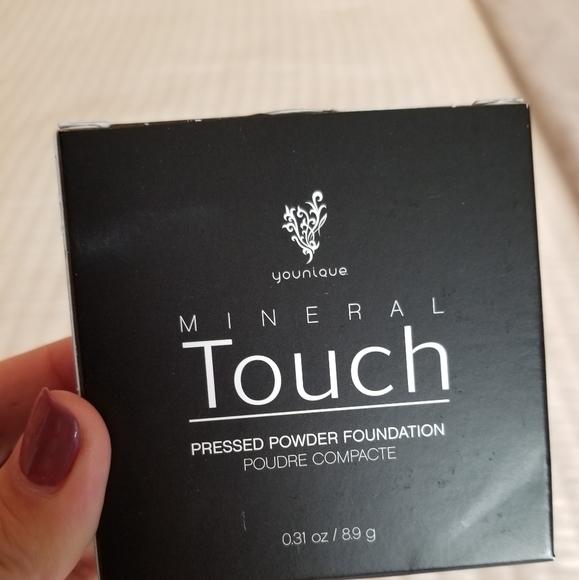 younique
MINERAL
Touch
PRESSED POWDER FOUNDATION
POUDRE COMPACTE
0.31 oz / 8.9 g